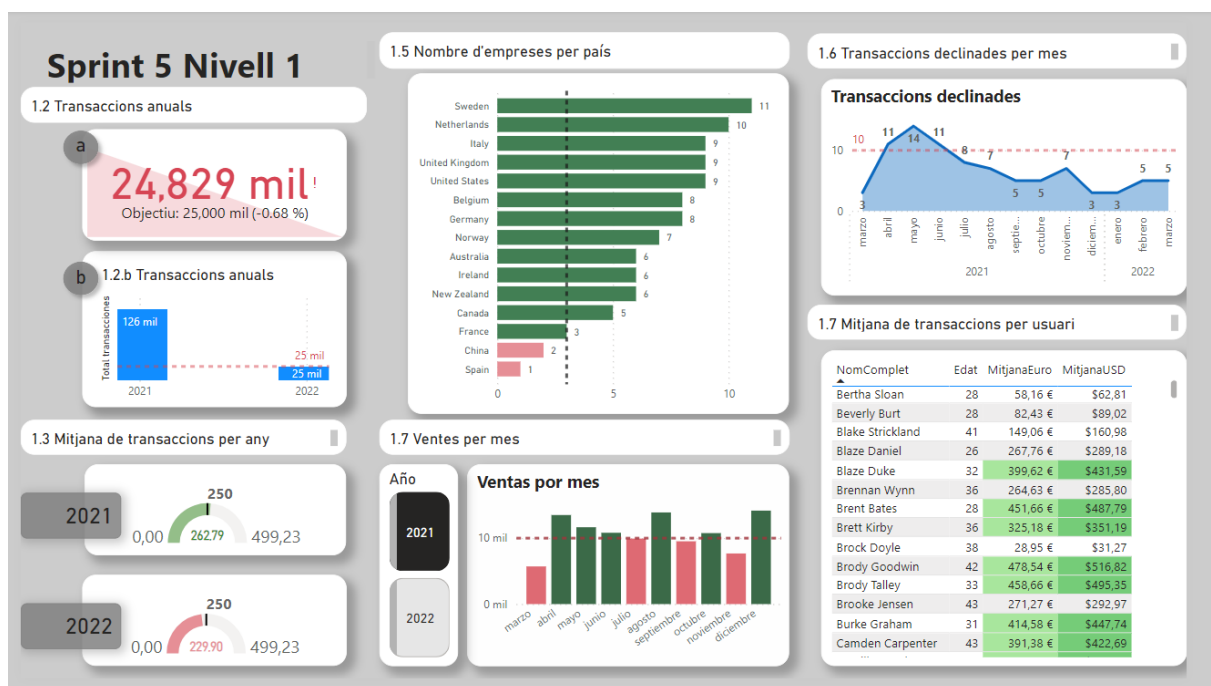 Sprint 5 Nivell 1
1.2 Transaccions anuals
a
24,829 mil!
Objectiu: 25,000 mil (-0.68 %)
b
1.2.b Transaccions anuals
Total transacciones
126 mil
25 mil
25 mil
2021
2022
1.3 Mitjana de transaccions per any
2021
250
0,00
262.79
499,23
2022
250
0,00
229.90
499,23
1.5 Nombre d'empreses per país
Sweden 11
Netherlands 10
Italy 9
United Kingdom 9
United States 9
Belgium 8
Germany 8
Norway 7
Australia 6
Ireland 6
New Zealand 6
Canada 5
France 3
China 2
Spain 1
0 5 10
1.7 Ventes per mes
Año
2021
2022
Ventas por mes
10 mil
0 mil
marzo abril mayo junio julio agosto septiembre octubre noviembre diciembre
1.6 Transaccions declinades per mes
Transaccions declinades
10
10
0
3 11 14 11 8 7 5 5 7 3 3 5 5
marzo abril mayo junio julio agosto septie... octubre noviem... diciem... enero febrero marzo
2021 2022
1.7 Mitjana de transaccions per usuari
NomComplet Edat MitjanaEuro MitjanaUSD
Bertha Sloan 28 58,16 € $62,81
Beverly Burt 28 82,43 € $89,02
Blake Strickland 41 149,06 € $160,98
Blaze Daniel 26 267,76 € $289,18
Blaze Duke 32 399,62 € $431,59
Brennan Wynn 36 264,63 € $285,80
Brent Bates 28 451,66 € $487,79
Brett Kirby 36 325,18 € $351,19
Brock Doyle 38 28,95 € $31,27
Brody Goodwin 42 478,54 € $516,82
Brody Talley 33 458,66 € $495,35
Brooke Jensen 43 271,27 € $292,97
Burke Graham 31 414,58 € $447,74
Camden Carpenter 43 391,38 € $422,69